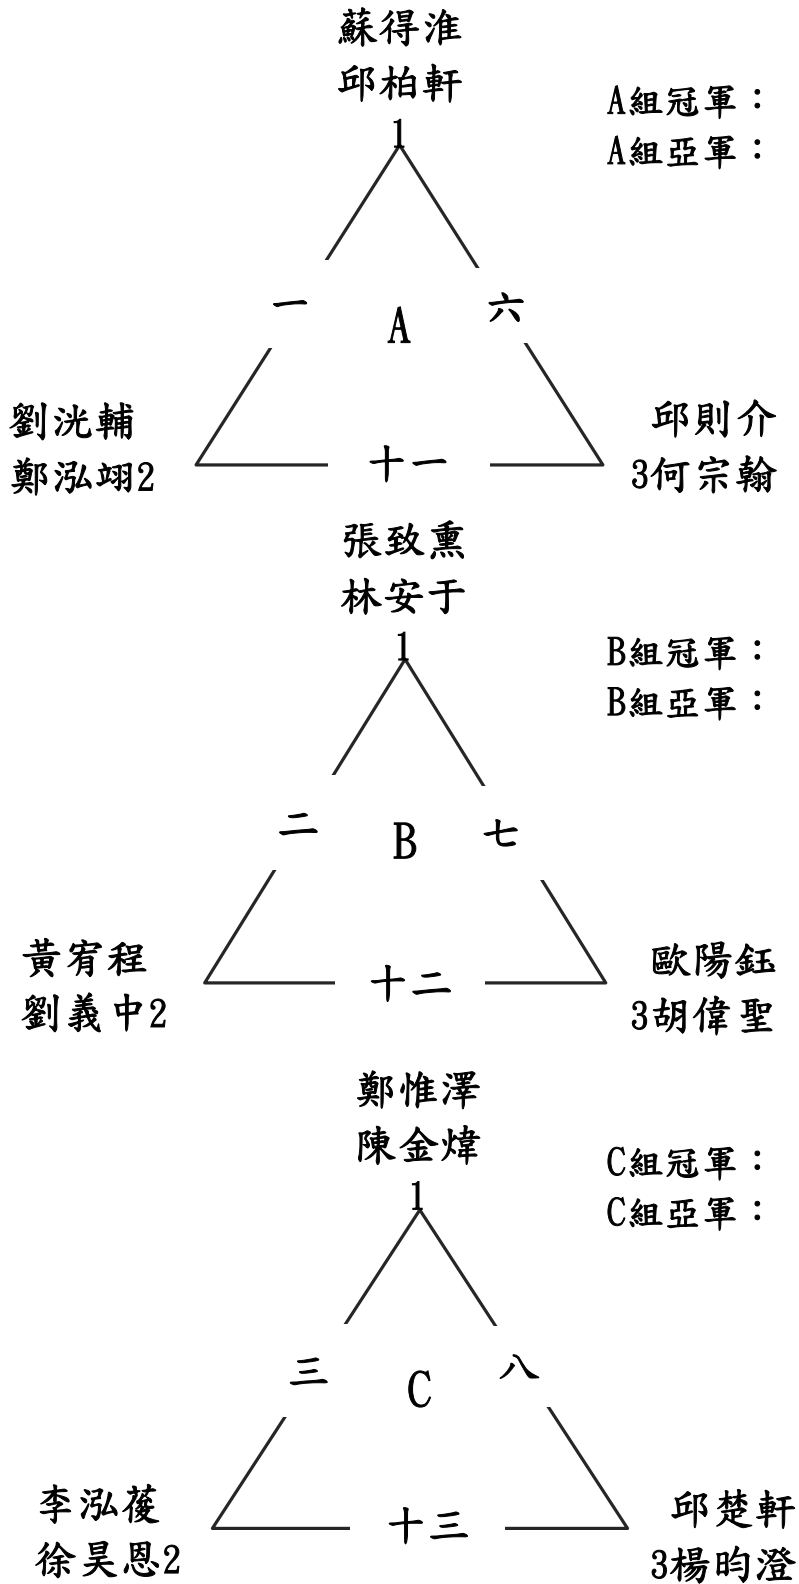 蘇得淮
邱柏軒
1
A組冠軍：
A組亞軍：
一
A
六
劉洸輔
鄭泓翊2
十一
邱則介
3何宗翰
張致熏
林安于
1
B組冠軍：
B組亞軍：
二
B
七
黃宥程
劉義中2
十二
歐陽鈺
3胡偉聖
鄭惟澤
陳金煒
1
C組冠軍：
C組亞軍：
三
C
八
李泓葰
徐昊恩2
十三
邱楚軒
3楊昀澄